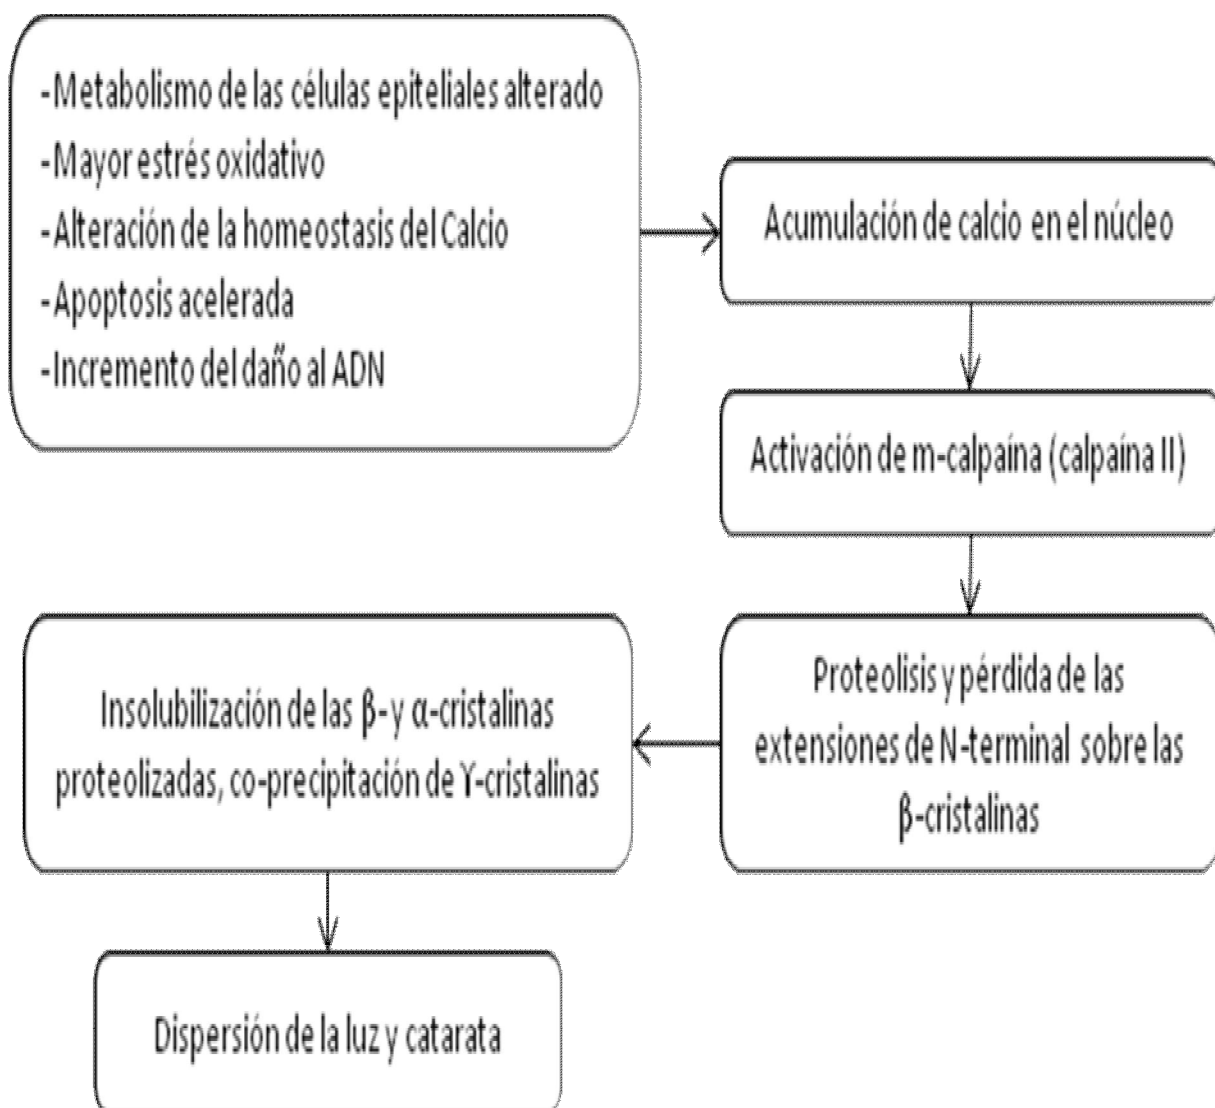 -Metabolismo de las células epiteliales alterado
-Mayor estrés oxidativo
-Alteración de la homeostasis del Calcio
-Apoptosis acelerada
-Incremento del daño al ADN
Acumulación de calcio en el núcleo
Activación de m-calpaína (calpaína II)
Proteolisis y pérdida de las
extensiones de N-terminal sobre las
β-cristalinas
Insolubilización de las β-y α-cristalinas
proteolizadas, co-precipitación de ϒ-cristalinas
Dispersión de la luz y catarata